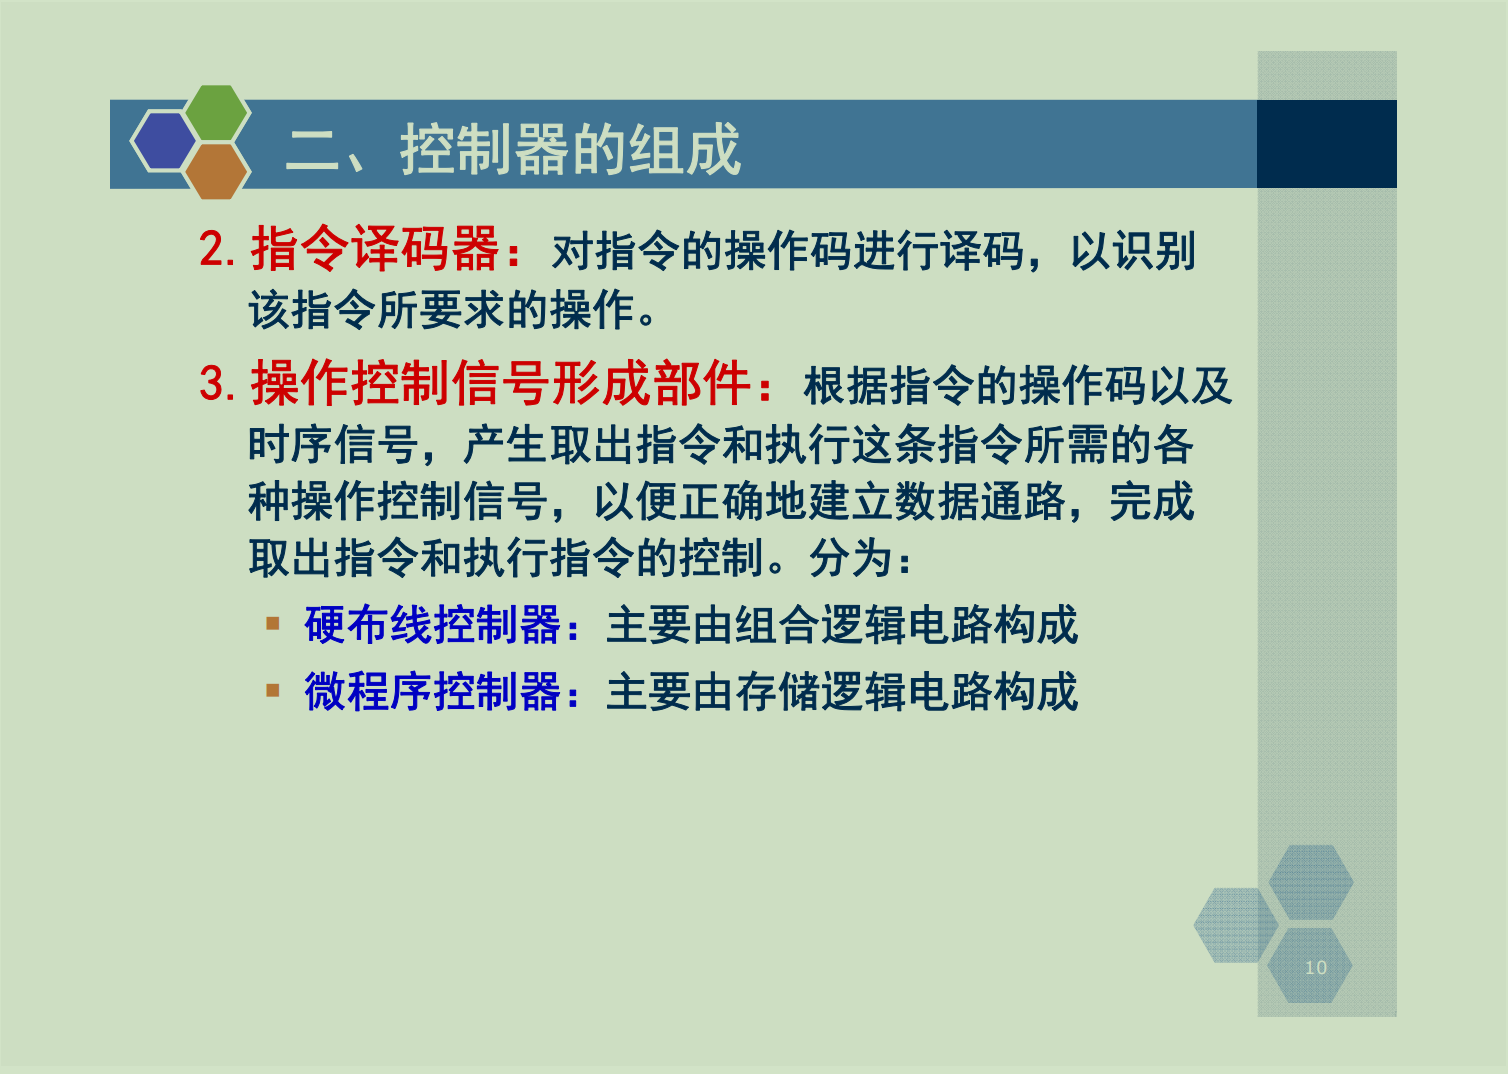 二、控制器的组成
2.指令译码器：对指令的操作码进行译码，以识别
该指令所要求的操作。
3.操作控制信号形成部件：根据指令的操作码以及
时序信号，产生取出指令和执行这条指令所需的各
种操作控制信号，以便正确地建立数据通路，完成
取出指令和执行指令的控制。分为：
▪ 硬布线控制器：主要由组合逻辑电路构成
▪ 微程序控制器：主要由存储逻辑电路构成
10